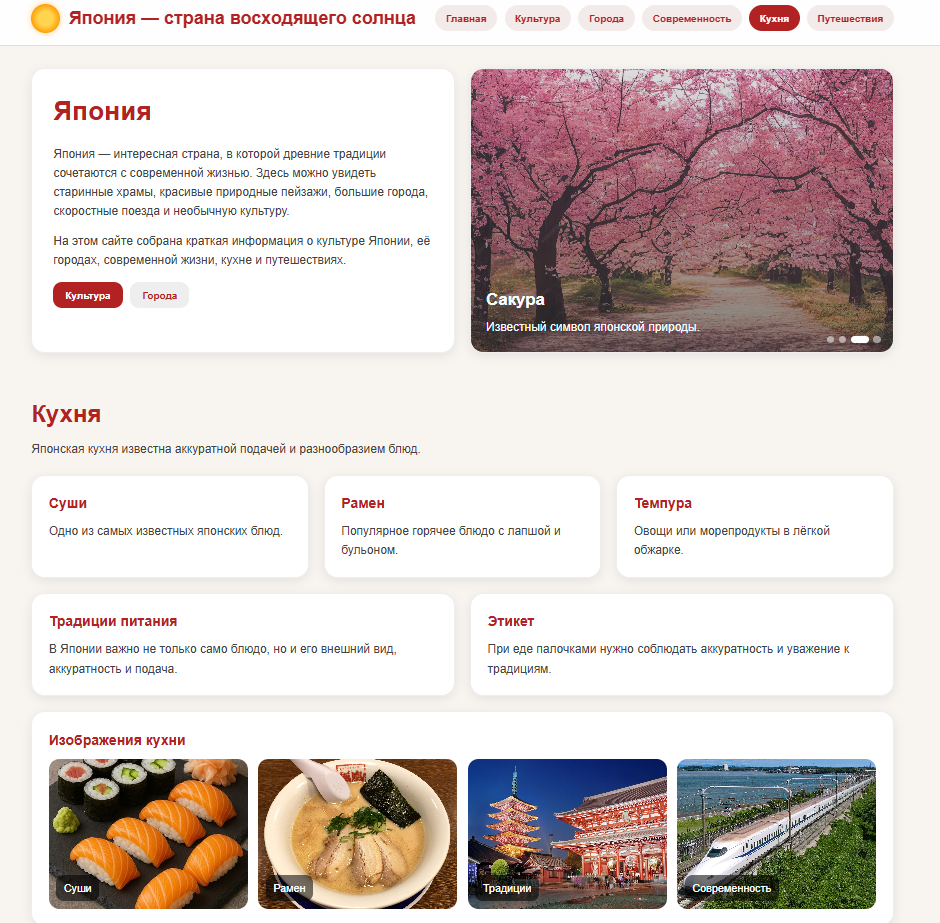 Япония — страна восходящего солнца
Главная
Культура
Города
Современность
Кухня
Путешествия
Япония
Япония — интересная страна, в которой древние традиции
сочетаются с современной жизнью. Здесь можно увидеть
старинные храмы, красивые природные пейзажи, большие города,
скоростные поезда и необычную культуру.
На этом сайте собрана краткая информация о культуре Японии, её
городах, современной жизни, кухне и путешествиях.
Культура
Города
Сакура
Известный символ японской природы.
Кухня
Японская кухня известна аккуратной подачей и разнообразием блюд.
Суши
Одно из самых известных японских блюд.
Рамен
Популярное горячее блюдо с лапшой и
бульоном.
Темпура
Овощи или морепродукты в лёгкой
обжарке.
Традиции питания
В Японии важно не только само блюдо, но и его внешний вид,
аккуратность и подача.
Этикет
При еде палочками нужно соблюдать аккуратность и уважение к
традициям.
Изображения кухни
Суши
Рамен
Традиции
Современность